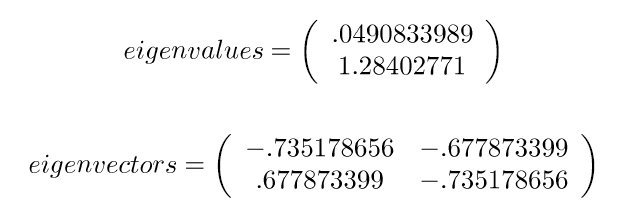 eigenvalues = ( .0490833989
1.28402771 )
eigenvectors = ( −.735178656 −.677873399
.677873399 −.735178656 )